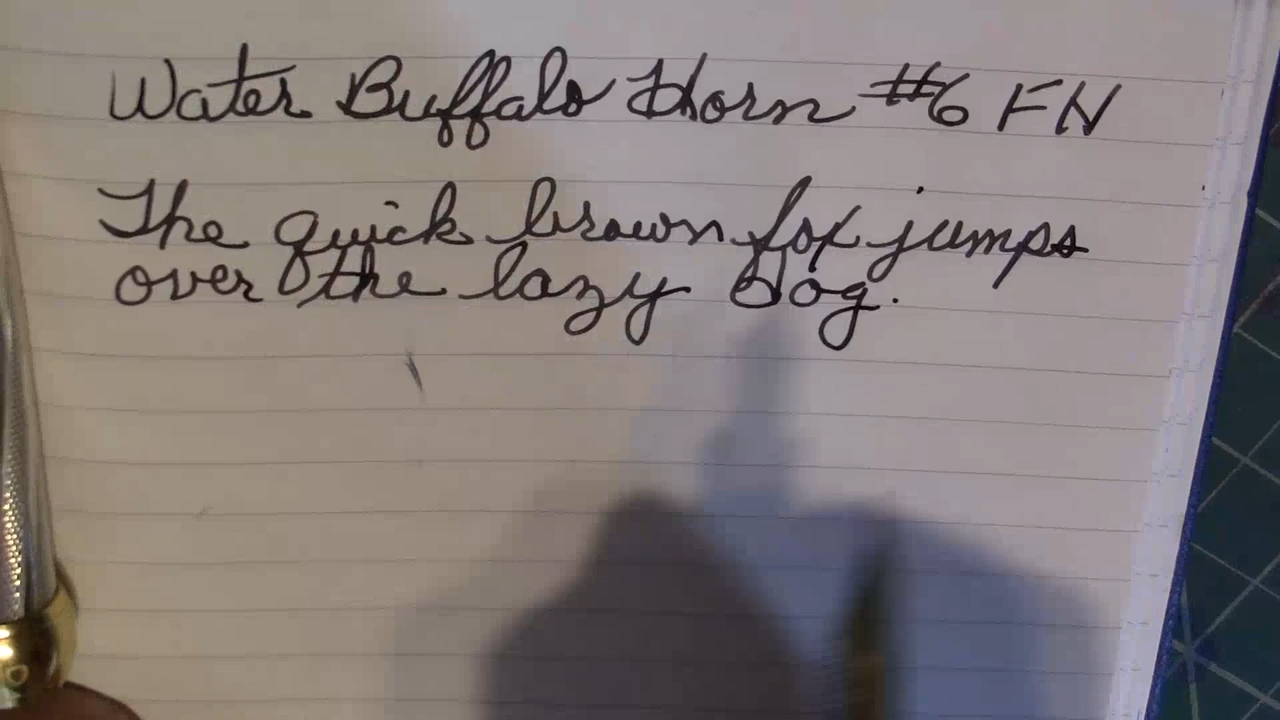 Water Buffalo Horn #6 FN
The quick brown fox jumps
over the lazy dog.